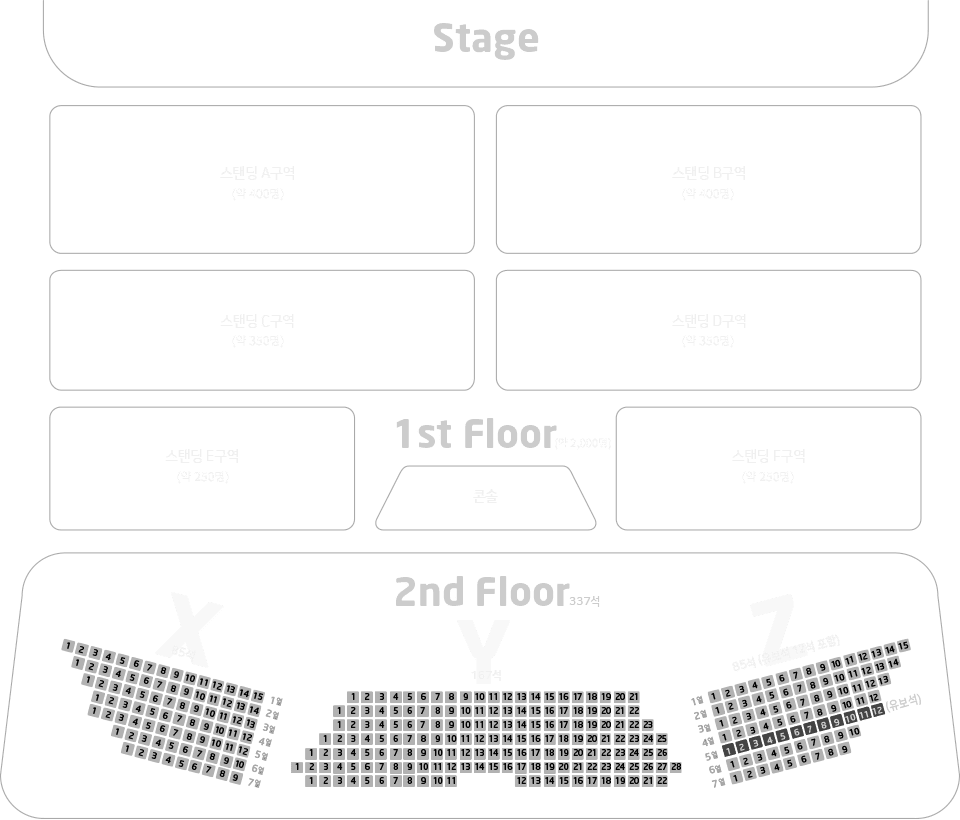 Stage
스탠딩 A구역
(약 400명)
스탠딩 B구역
(약 400명)
스탠딩 C구역
(약 350명)
스탠딩 D구역
(약 350명)
1st Floor (약 2,000명)
스탠딩 E구역
(약 250명)
콘솔
스탠딩 F구역
(약 250명)
2nd Floor 337석
X
1 2 3 4 5 6 7 8 9 10 11 12 13 14 15 1열
1 2 3 4 5 6 7 8 9 10 11 12 13 14 2열
1 2 3 4 5 6 7 8 9 10 11 12 13 3열
1 2 3 4 5 6 7 8 9 10 11 12 4열
1 2 3 4 5 6 7 8 9 10 11 12 5열
1 2 3 4 5 6 7 8 9 10 6열
1 2 3 4 5 6 7 8 9 7열
Y
1 2 3 4 5 6 7 8 9 10 11 12 13 14 15 16 17 18 19 20 21
1 2 3 4 5 6 7 8 9 10 11 12 13 14 15 16 17 18 19 20 21 22
1 2 3 4 5 6 7 8 9 10 11 12 13 14 15 16 17 18 19 20 21 22 23
1 2 3 4 5 6 7 8 9 10 11 12 13 14 15 16 17 18 19 20 21 22 23 24 25
1 2 3 4 5 6 7 8 9 10 11 12 13 14 15 16 17 18 19 20 21 22 23 24 25 26
1 2 3 4 5 6 7 8 9 10 11 12 13 14 15 16 17 18 19 20 21 22 23 24 25 26 27 28
1 2 3 4 5 6 7 8 9 10 11 12 13 14 15 16 17 18 19 20 21 22
Z
1열 1 2 3 4 5 6 7 8 9 10 11 12 13 14 15
2열 1 2 3 4 5 6 7 8 9 10 11 12 13 14
3열 1 2 3 4 5 6 7 8 9 10 11 12 13
4열 1 2 3 4 5 6 7 8 9 10 11 12
5열 1 2 3 4 5 6 7 8 9 10 11 12 (유보석)
6열 1 2 3 4 5 6 7 8 9 10
7열 1 2 3 4 5 6 7 8 9